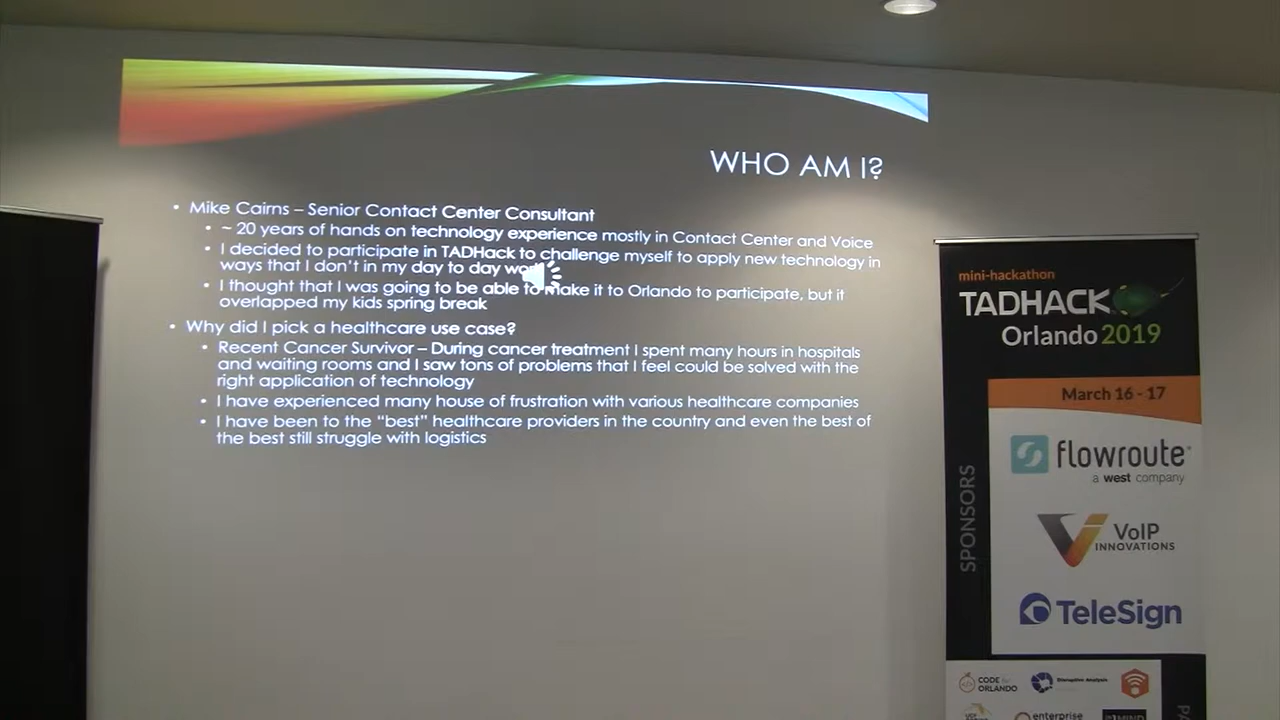 WHO AM I?
• Mike Cairns – Senior Contact Center Consultant
• ~ 20 years of hands on technology experience mostly in Contact Center and Voice
• I decided to participate in TADHack to challenge myself to apply new technology in
ways that I don't in my day to day
• I thought that I was going to be able to make it to Orlando to participate, but it
overlapped my kids spring break
• Why did I pick a healthcare use case?
• Recent Cancer Survivor – During cancer treatment I spent many hours in hospitals
and waiting rooms and I saw tons of problems that I feel could be solved with the
right application of technology
• I have experienced many house of frustration with various healthcare companies
• I have been to the "best" healthcare providers in the country and even the best of
the best still struggle with logistics
mini-hackathon
TADHACK
Orlando 2019
March 16 - 17
SPONSORS
flowroute
a west company
VoIP
INNOVATIONS
TeleSign
CODE for
ORLANDO
Disruptive Analysis
enterprise